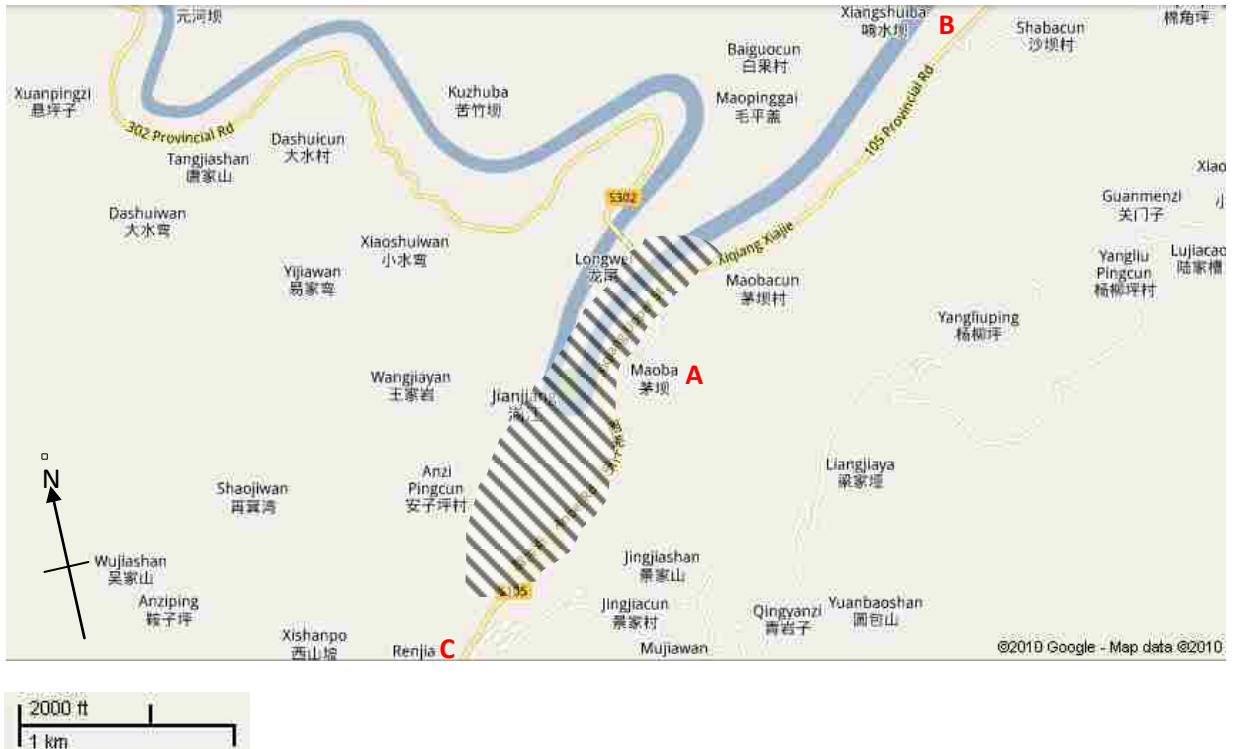 元河坝
Xiangshuiba
响水坝
B
Shabacun
沙坝村
棉角坪
Baiguocun
白果村
Xuanpingzi
悬坪子
Kuzhuba
苦竹坝
Maopinggai
毛平盖
302 Provincial Rd
105 Provincial Rd
Dashuicun
大水村
Tangjiashan
唐家山
Xiao
小
S302
Guanmenzi
关门子
Dashuiwan
大水弯
Xiaoshuiwan
小水弯
Xiqiang Xiajie
Longwei
龙尾
Yangliu
Pingcun
杨柳坪村
Lujiacao
陆家槽
Yijiawan
易家弯
Maobacun
茅坝村
Yangliuping
杨柳坪
Wangjiayan
王家岩
Maoba
茅坝
A
Jianjiang
湔江
Anzi
Pingcun
安子坪村
Liangjiaya
梁家垭
N
Shaojiwan
Wujiashan
吴家山
Jingjiashan
景家山
S105
Anziping
鞍子坪
Jingjiacun
景家村
Qingyanzi
青岩子
Yuanbaoshan
圆包山
Xishanpo
西山坡
Renjia
C
Mujiawan
©2010 Google - Map data ©2010
2000 ft
1 km